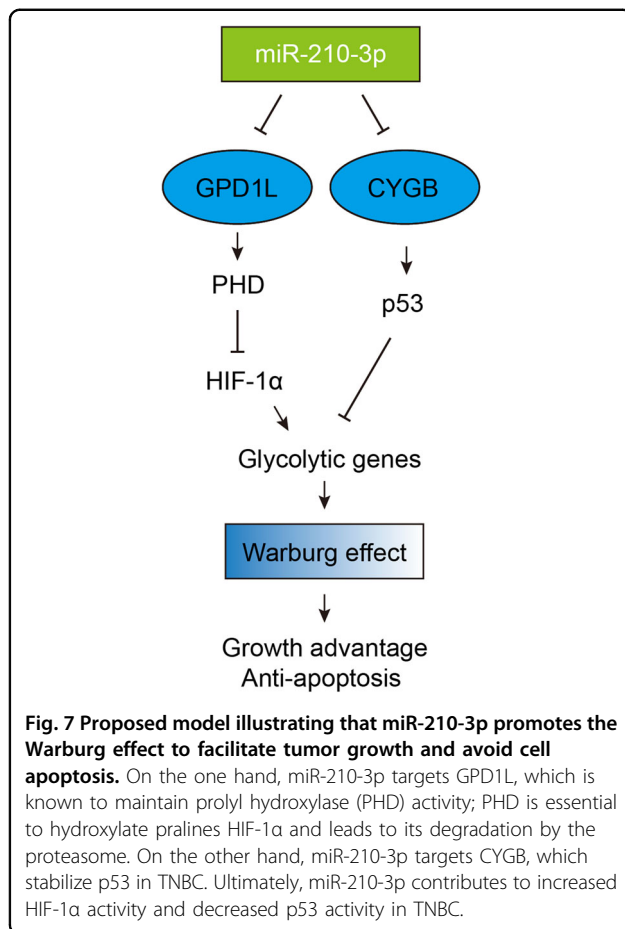 miR-210-3p
GPD1L
CYGB
PHD
p53
HIF-1α
Glycolytic genes
Warburg effect
Growth advantage
Anti-apoptosis
Fig. 7 Proposed model illustrating that miR-210-3p promotes the
Warburg effect to facilitate tumor growth and avoid cell
apoptosis. On the one hand, miR-210-3p targets GPD1L, which is
known to maintain prolyl hydroxylase (PHD) activity; PHD is essential
to hydroxylate pralines HIF-1α and leads to its degradation by the
proteasome. On the other hand, miR-210-3p targets CYGB, which
stabilize p53 in TNBC. Ultimately, miR-210-3p contributes to increased
HIF-1α activity and decreased p53 activity in TNBC.